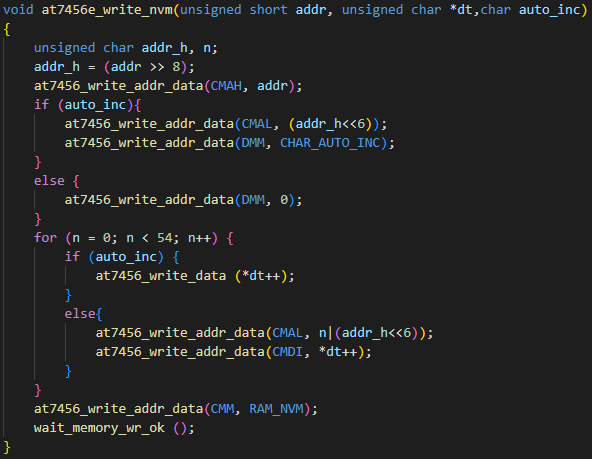 void at7456e_write_nvm(unsigned short addr, unsigned char *dt,char auto_inc)
{
    unsigned char addr_h, n;
    addr_h = (addr >> 8);
    at7456_write_addr_data(CMAH, addr);
    if (auto_inc){
        at7456_write_addr_data(CMAL, (addr_h<<6));
        at7456_write_addr_data(DMM, CHAR_AUTO_INC);
    }
    else {
        at7456_write_addr_data(DMM, 0);
    }
    for (n = 0; n < 54; n++) {
        if (auto_inc) {
            at7456_write_data (*dt++);
        }
        else{
            at7456_write_addr_data(CMAL, n|(addr_h<<6));
            at7456_write_addr_data(CMDI, *dt++);
        }
    }
    at7456_write_addr_data(CMM, RAM_NVM);
    wait_memory_wr_ok ();
}